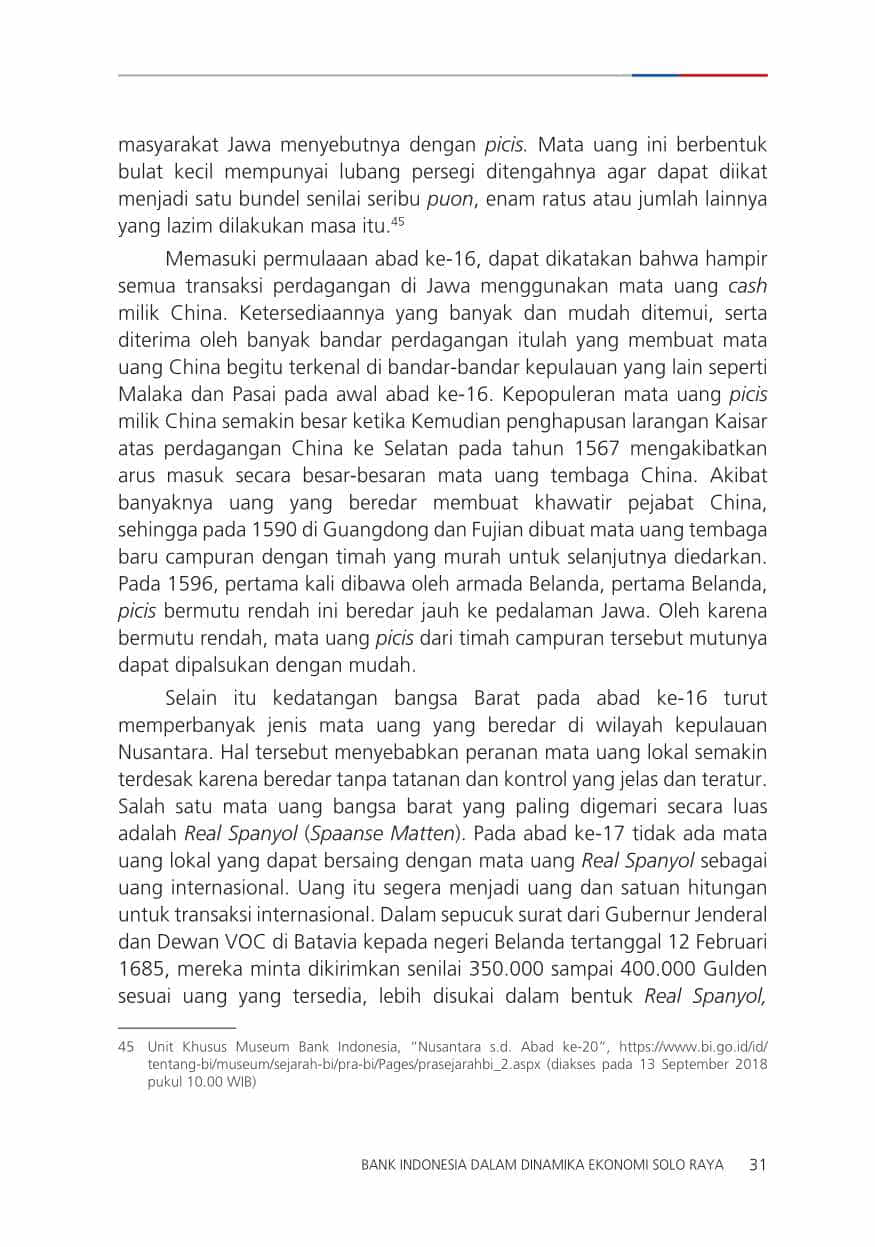 masyarakat Jawa menyebutnya dengan picis. Mata uang ini berbentuk
bulat kecil mempunyai lubang persegi ditengahnya agar dapat diikat
menjadi satu bundel senilai seribu puon, enam ratus atau jumlah lainnya
yang lazim dilakukan masa itu.45
Memasuki permulaaan abad ke-16, dapat dikatakan bahwa hampir
semua transaksi perdagangan di Jawa menggunakan mata uang cash
milik China. Ketersediaannya yang banyak dan mudah ditemui, serta
diterima oleh banyak bandar perdagangan itulah yang membuat mata
uang China begitu terkenal di bandar-bandar kepulauan yang lain seperti
Malaka dan Pasai pada awal abad ke-16. Kepopuleran mata uang picis
milik China semakin besar ketika Kemudian penghapusan larangan Kaisar
atas perdagangan China ke Selatan pada tahun 1567 mengakibatkan
arus masuk secara besar-besaran mata uang tembaga China. Akibat
banyaknya uang yang beredar membuat khawatir pejabat China,
sehingga pada 1590 di Guangdong dan Fujian dibuat mata uang tembaga
baru campuran dengan timah yang murah untuk selanjutnya diedarkan.
Pada 1596, pertama kali dibawa oleh armada Belanda, pertama Belanda,
picis bermutu rendah ini beredar jauh ke pedalaman Jawa. Oleh karena
bermutu rendah, mata uang picis dari timah campuran tersebut mutunya
dapat dipalsukan dengan mudah.
Selain itu kedatangan bangsa Barat pada abad ke-16 turut
memperbanyak jenis mata uang yang beredar di wilayah kepulauan
Nusantara. Hal tersebut menyebabkan peranan mata uang lokal semakin
terdesak karena beredar tanpa tatanan dan kontrol yang jelas dan teratur.
Salah satu mata uang bangsa barat yang paling digemari secara luas
adalah Real Spanyol (Spaanse Matten). Pada abad ke-17 tidak ada mata
uang lokal yang dapat bersaing dengan mata uang Real Spanyol sebagai
uang internasional. Uang itu segera menjadi uang dan satuan hitungan
untuk transaksi internasional. Dalam sepucuk surat dari Gubernur Jenderal
dan Dewan VOC di Batavia kepada negeri Belanda tertanggal 12 Februari
1685, mereka minta dikirimkan senilai 350.000 sampai 400.000 Gulden
sesuai uang yang tersedia, lebih disukai dalam bentuk Real Spanyol,
45 Unit Khusus Museum Bank Indonesia, “Nusantara s.d. Abad ke-20”, https://www.bi.go.id/id/
tentang-bi/museum/sejarah-bi/pra-bi/Pages/prasejarahbi_2.aspx (diakses pada 13 September 2018
pukul 10.00 WIB)
BANK INDONESIA DALAM DINAMIKA EKONOMI SOLO RAYA 31